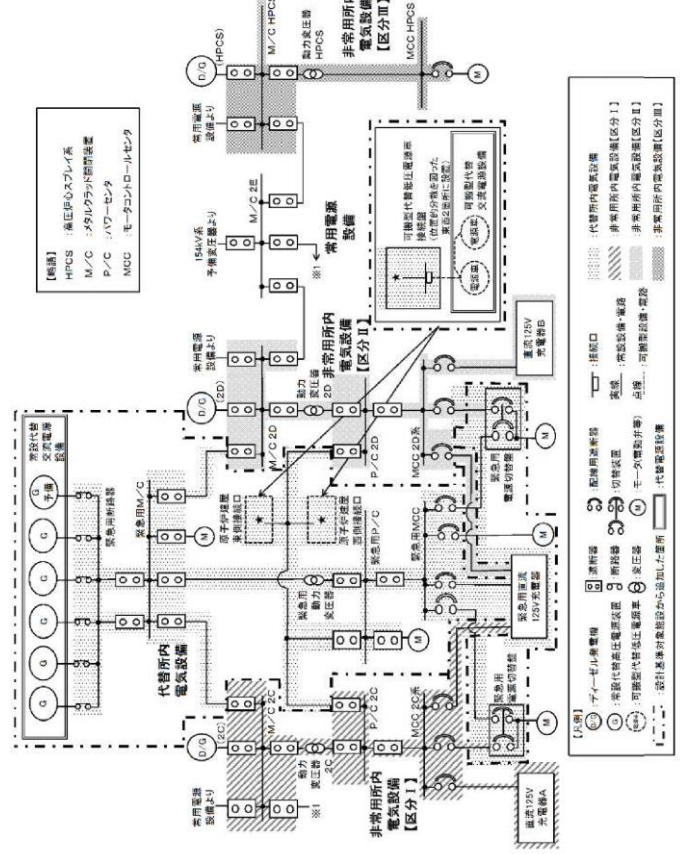 【略語】
HPCS :高圧炉心スプレイ系
M/C :メタルクラッド開閉装置
P/C :パワーセンタ
MCC :モータコントロールセンタ
常設代替
交流電源
設備
G
G
G
G
G
G
予備
緊急用断路器
緊急用M/C
M
代替所内
電気設備
常用電源
設備より
D/G
(2C)
M/C 2C
※1
動力
変圧器
2C
P/C 2C
非常用所内
電気設備
【区分Ⅰ】
MCC 2C系
直流125V
充電器A
緊急用
電源切替盤
M
緊急用
動力
変圧器
緊急用P/C
M
緊急用MCC
M
緊急用直流
125V充電器
原子炉建屋
東側接続口
原子炉建屋
西側接続口
D/G
(2D)
常用電源
設備より
M/C 2D
動力
変圧器
2D
非常用所内
電気設備
【区分Ⅱ】
P/C 2D
MCC 2D系
緊急用
電源切替盤
M
直流125V
充電器B
154kV系
予備変圧器より
M/C 2E
※1
常用電源
設備
可搬型代替低圧電源車
接続盤
(位置的分散を図った
東西2箇所に設置)
電源車
電源車
可搬型代替
交流電源設備
常用電源
設備より
D/G
(HPCS)
M/C HPCS
動力変圧器
HPCS
非常用所内
電気設備
【区分Ⅲ】
MCC HPCS
M
【凡例】
D/G :ディーゼル発電機
G :常設代替高圧電源装置
電源車 :可搬型代替低圧電源車
:遮断器
:断路器
:変圧器
:配線用遮断器
:切替装置
M :モータ(電動弁等)
:接続口
実線 :常設設備・電路
点線 :可搬型設備・電路
:設計基準対象施設から追加した箇所
:代替電源設備
:代替所内電気設備
:非常用所内電気設備【区分Ⅰ】
:非常用所内電気設備【区分Ⅱ】
:非常用所内電気設備【区分Ⅲ】